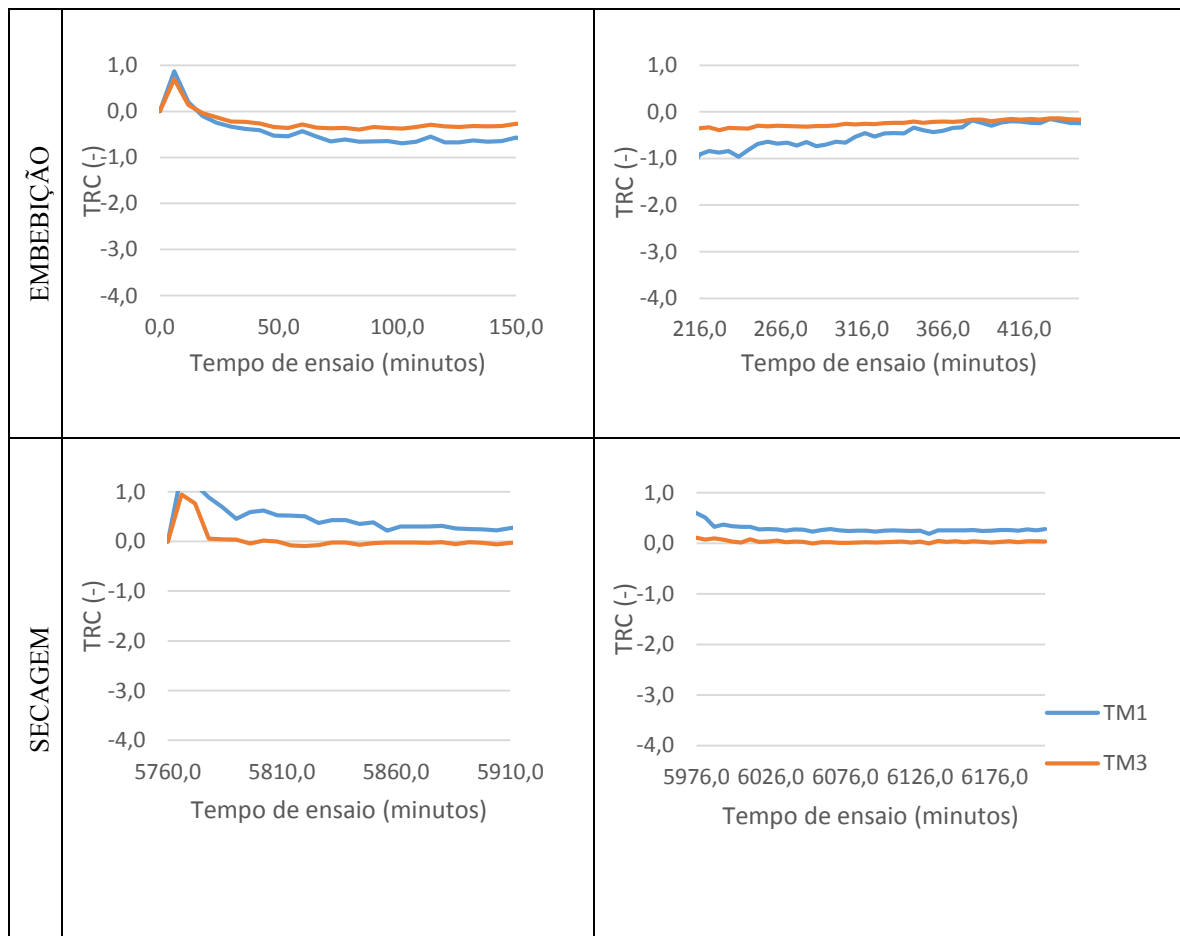 EMBEBIÇÃO
TRC (-)
1,0
0,0
-1,0
-2,0
-3,0
-4,0
0,0 50,0 100,0 150,0
Tempo de ensaio (minutos)
TRC (-)
1,0
0,0
-1,0
-2,0
-3,0
-4,0
216,0 266,0 316,0 366,0 416,0
Tempo de ensaio (minutos)
SECAGEM
TRC (-)
1,0
0,0
-1,0
-2,0
-3,0
-4,0
5760,0 5810,0 5860,0 5910,0
Tempo de ensaio (minutos)
TRC (-)
1,0
0,0
-1,0
-2,0
-3,0
-4,0
5976,0 6026,0 6076,0 6126,0 6176,0
Tempo de ensaio (minutos)
TM1
TM3